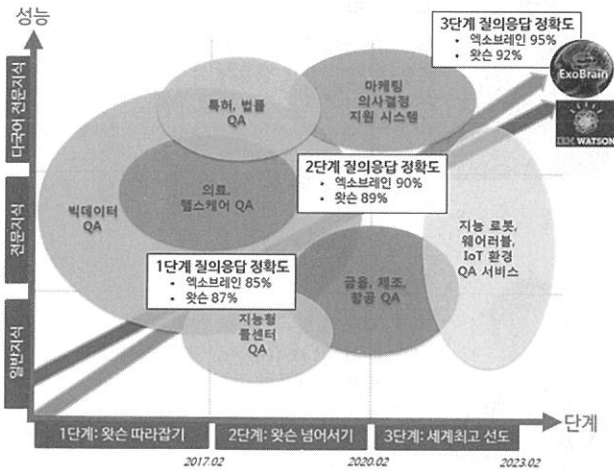 성능
3단계 질의응답 정확도
• 엑소브레인 95%
• 왓슨 92%
ExoBrain
IBM WATSON
다국어 전문지식
특허, 법률
QA
마케팅
의사결정
지원 시스템
2단계 질의응답 정확도
• 엑소브레인 90%
• 왓슨 89%
전문지식
빅데이터
QA
의료,
헬스케어 QA
지능 로봇,
웨어러블,
IoT 환경
QA 서비스
1단계 질의응답 정확도
• 엑소브레인 85%
• 왓슨 87%
금융, 제조,
항공 QA
일반지식
지능형
콜센터
QA
단계
1단계: 왓슨 따라잡기
2단계: 왓슨 넘어서기
3단계: 세계최고 선도
2017.02
2020.02
2023.02